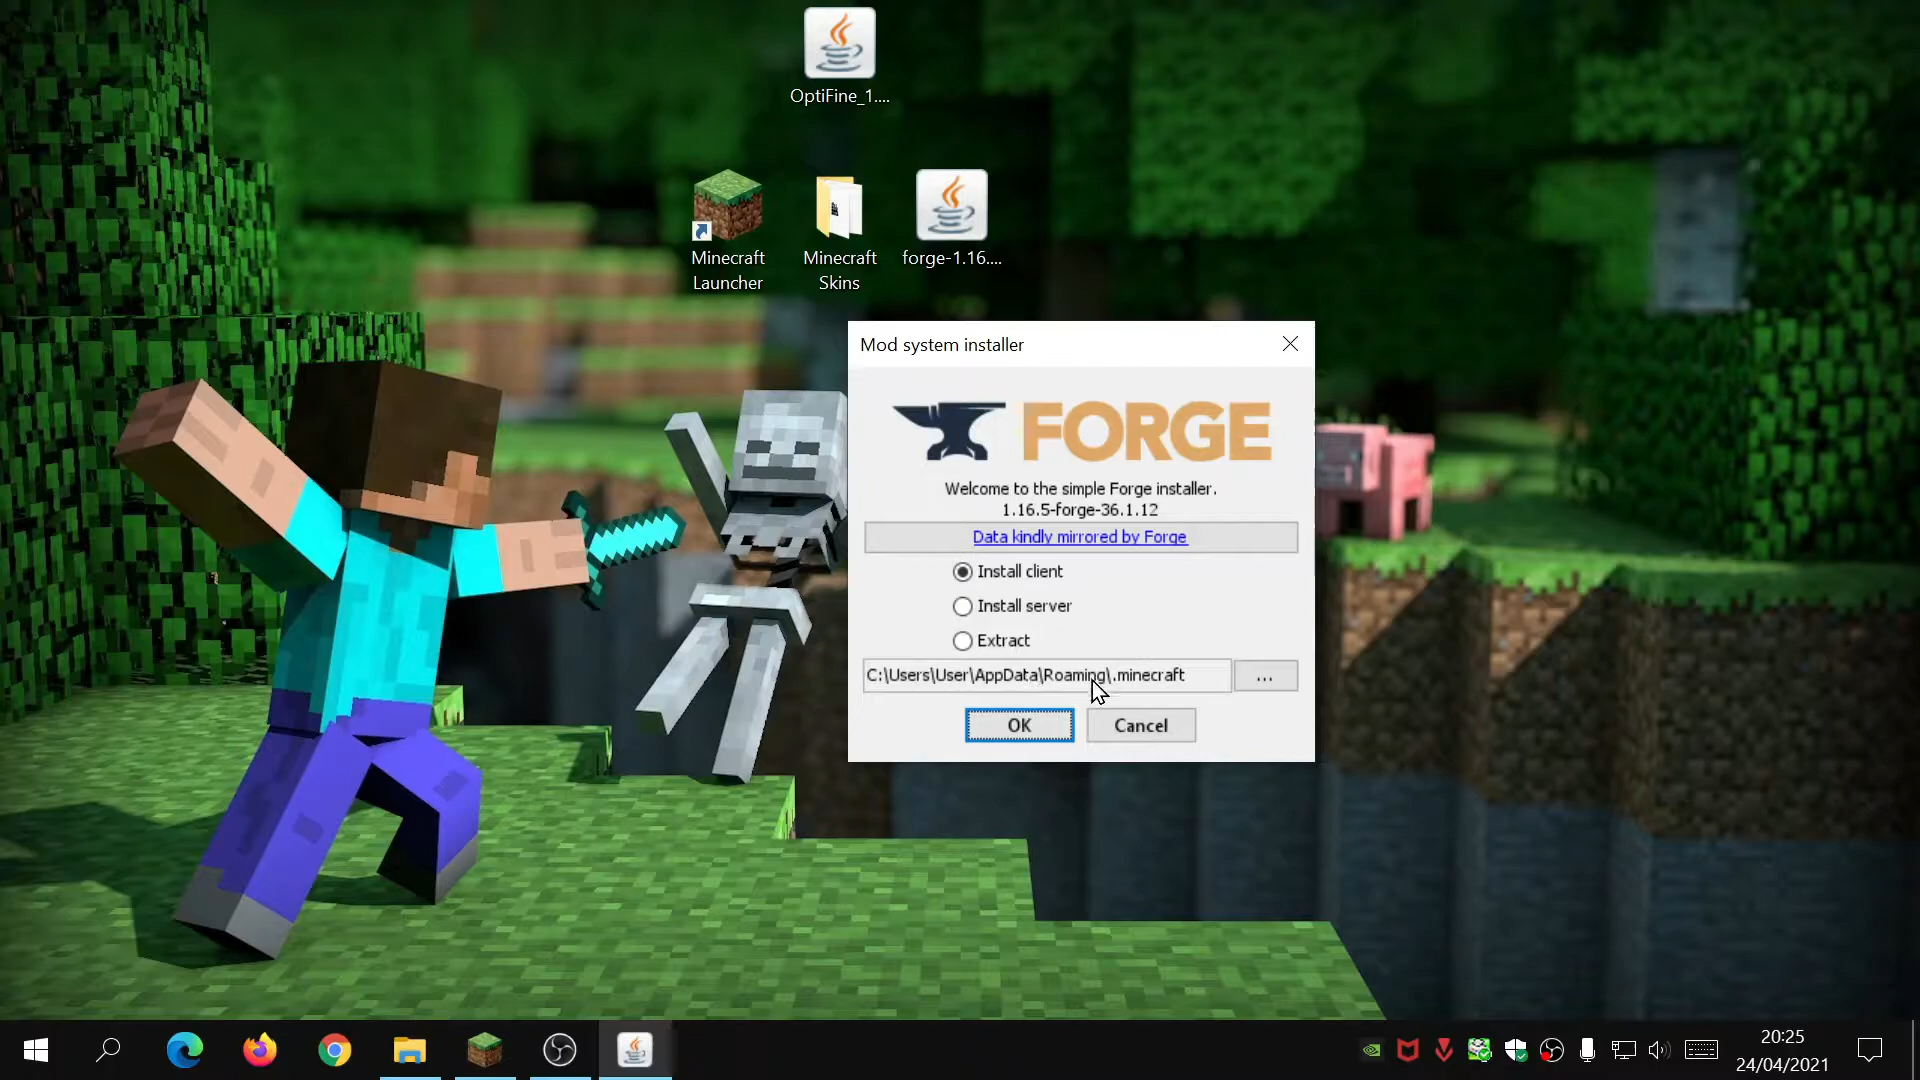 OptiFine_1....
Minecraft
Launcher
Minecraft
Skins
forge-1.16....
Mod system installer
FORGE
Welcome to the simple Forge installer.
1.16.5-forge-36.1.12
Data kindly mirrored by Forge
Install client
Install server
Extract
C:\Users\User\AppData\Roaming\.minecraft
...
OK
Cancel
20:25
24/04/2021